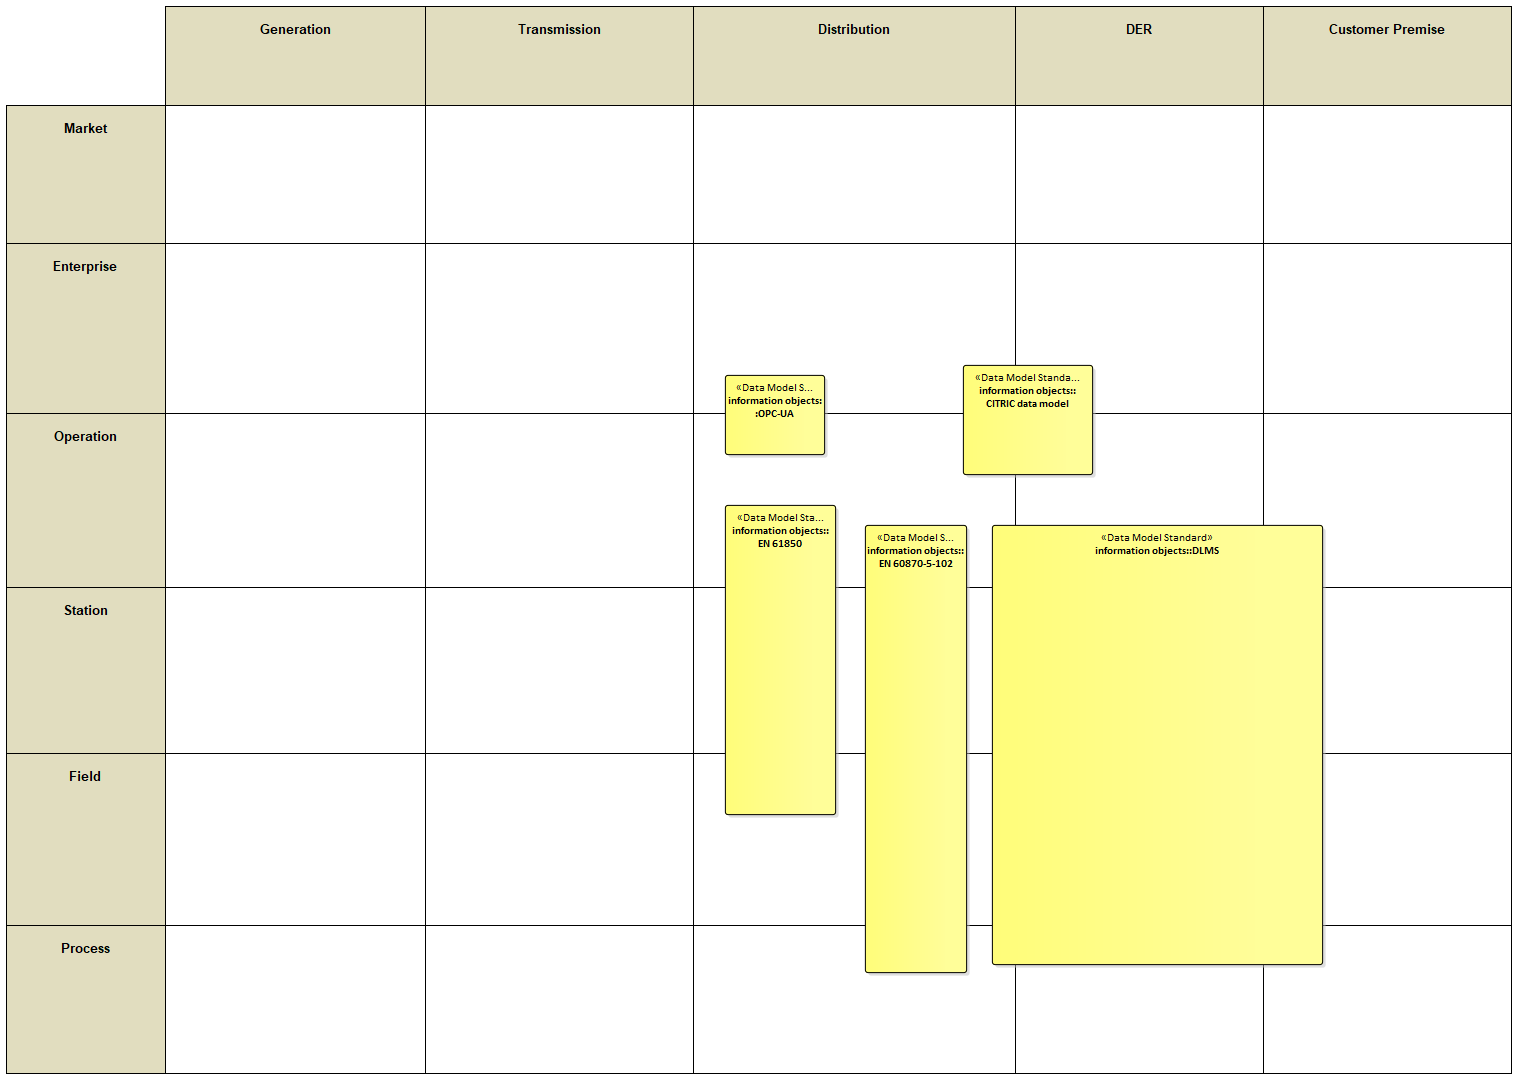 Generation
Transmission
Distribution
DER
Customer Premise
Market
Enterprise
«Data Model S...
information objects:
:OPC-UA
«Data Model Standa...
information objects::
CITRIC data model
Operation
«Data Model Sta...
information objects::
EN 61850
«Data Model S...
information objects::
EN 60870-5-102
«Data Model Standard»
information objects::DLMS
Station
Field
Process